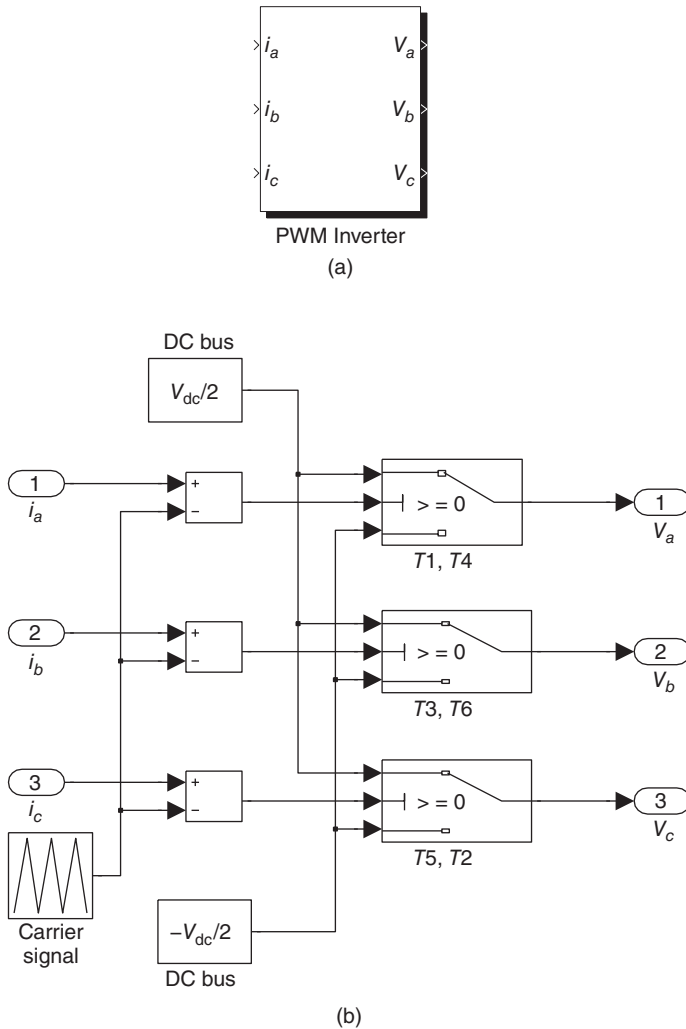 i_a V_a
i_b V_b
i_c V_c
PWM Inverter
(a)
DC bus
V_dc/2
1
+
−
i_a
>= 0
1
V_a
T1, T4
2
+
−
i_b
>= 0
2
V_b
T3, T6
3
+
−
i_c
>= 0
3
V_c
T5, T2
Carrier
signal
−V_dc/2
DC bus
(b)